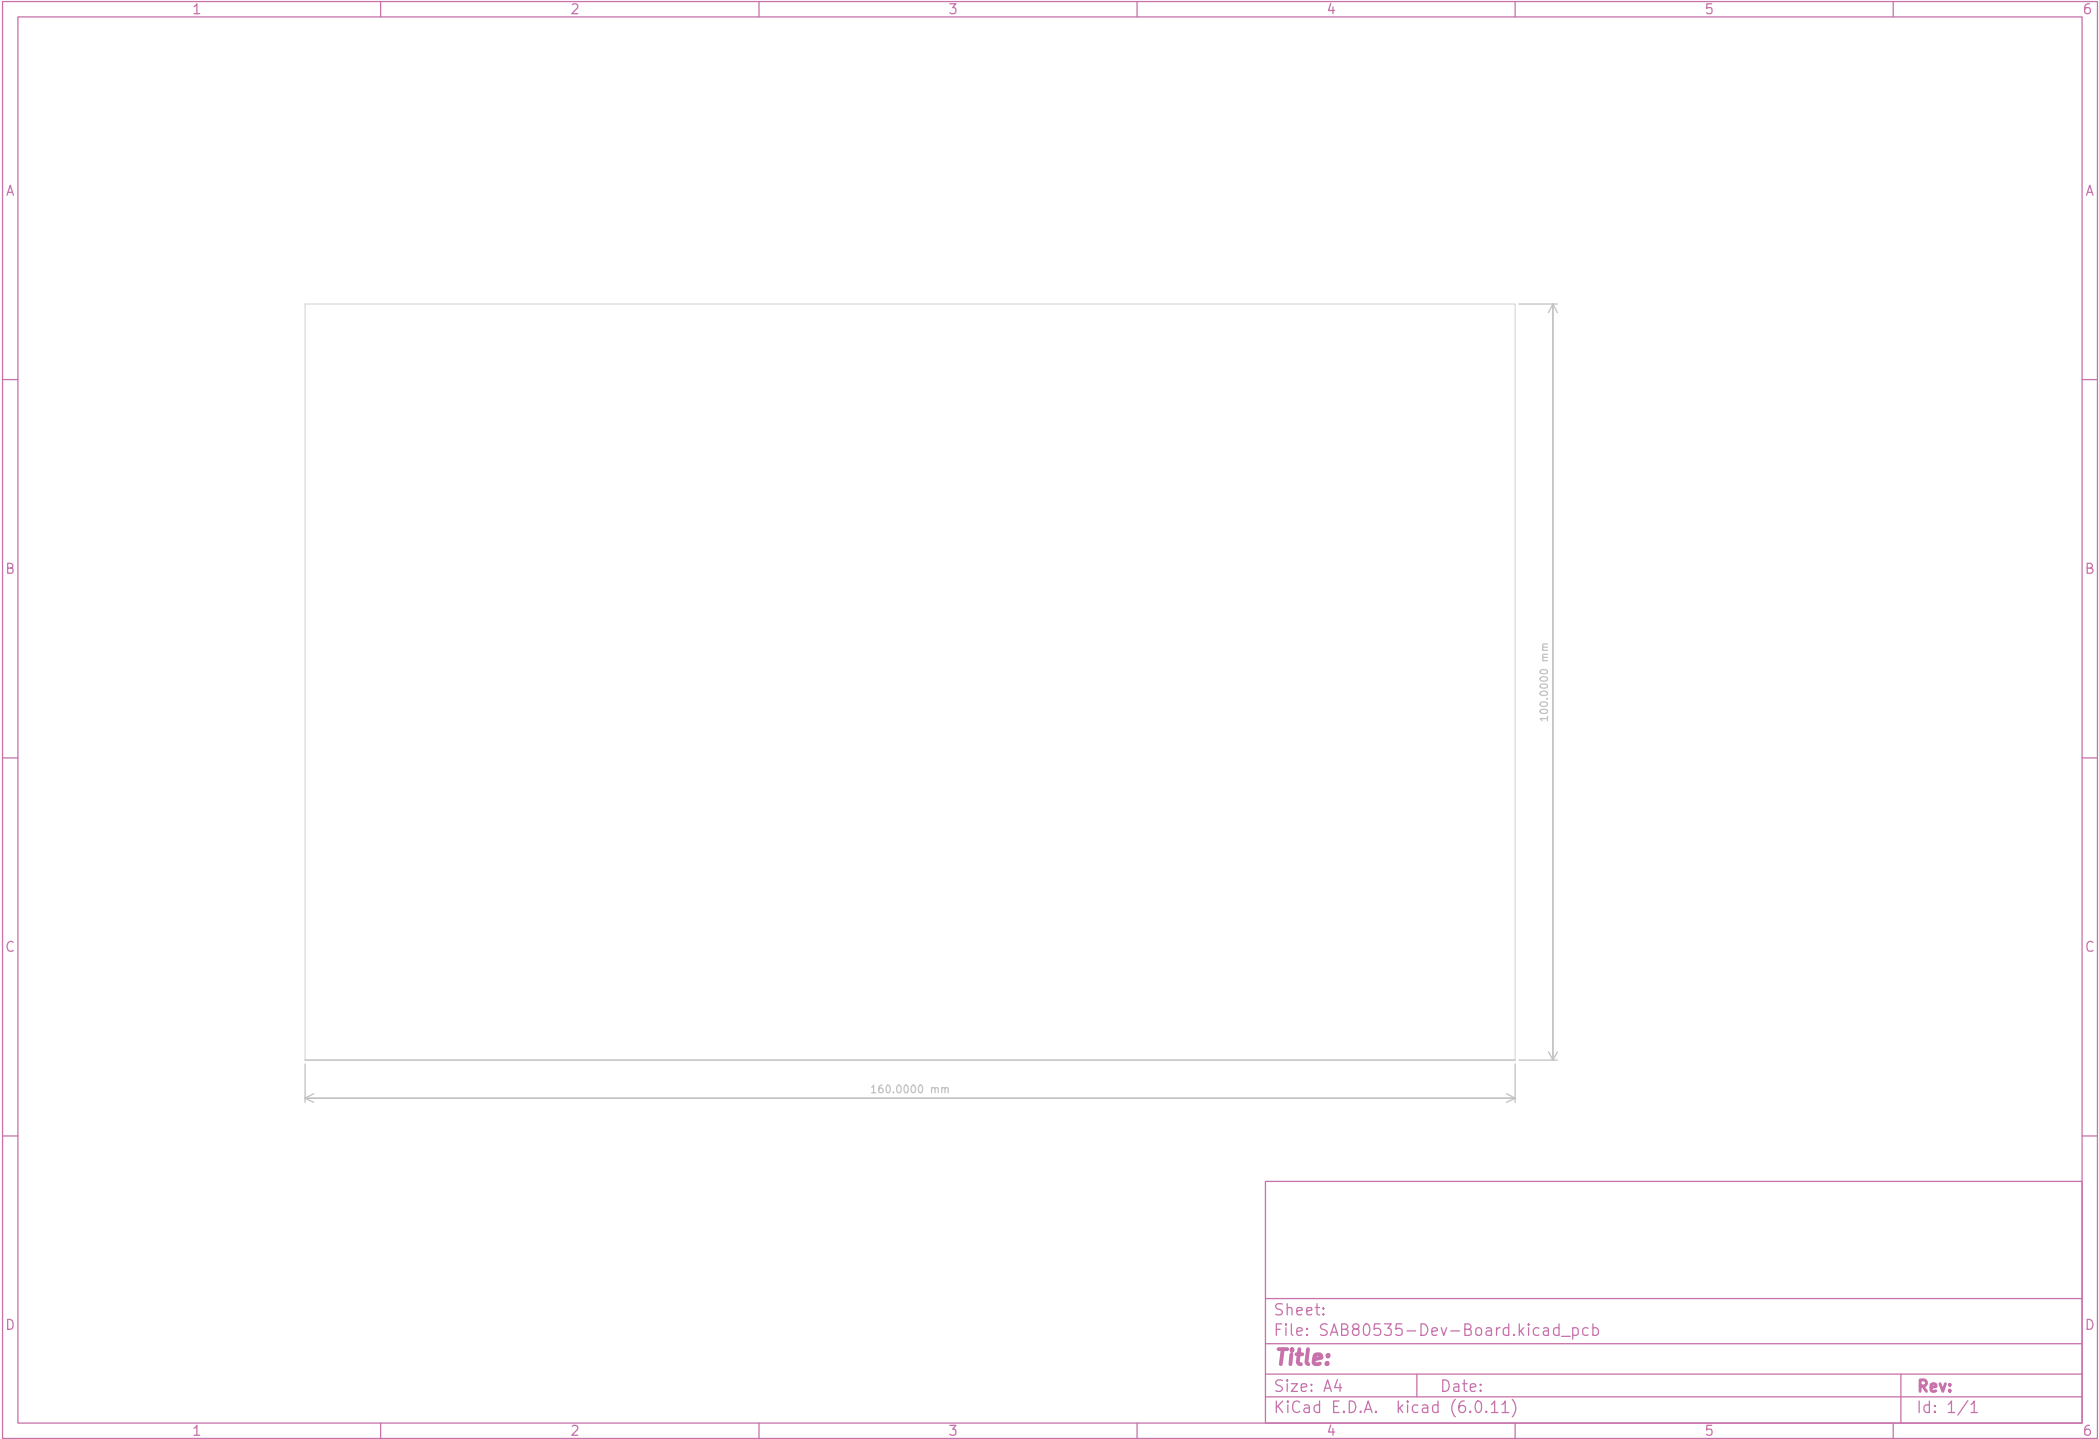 1 2 3 4 5 6
A A
100.0000 mm
B B
160.0000 mm
C C
Sheet:
File: SAB80535-Dev-Board.kicad_pcb
D D
Title:
Size: A4 Date: Rev:
KiCad E.D.A. kicad (6.0.11) Id: 1/1
1 2 3 4 5 6